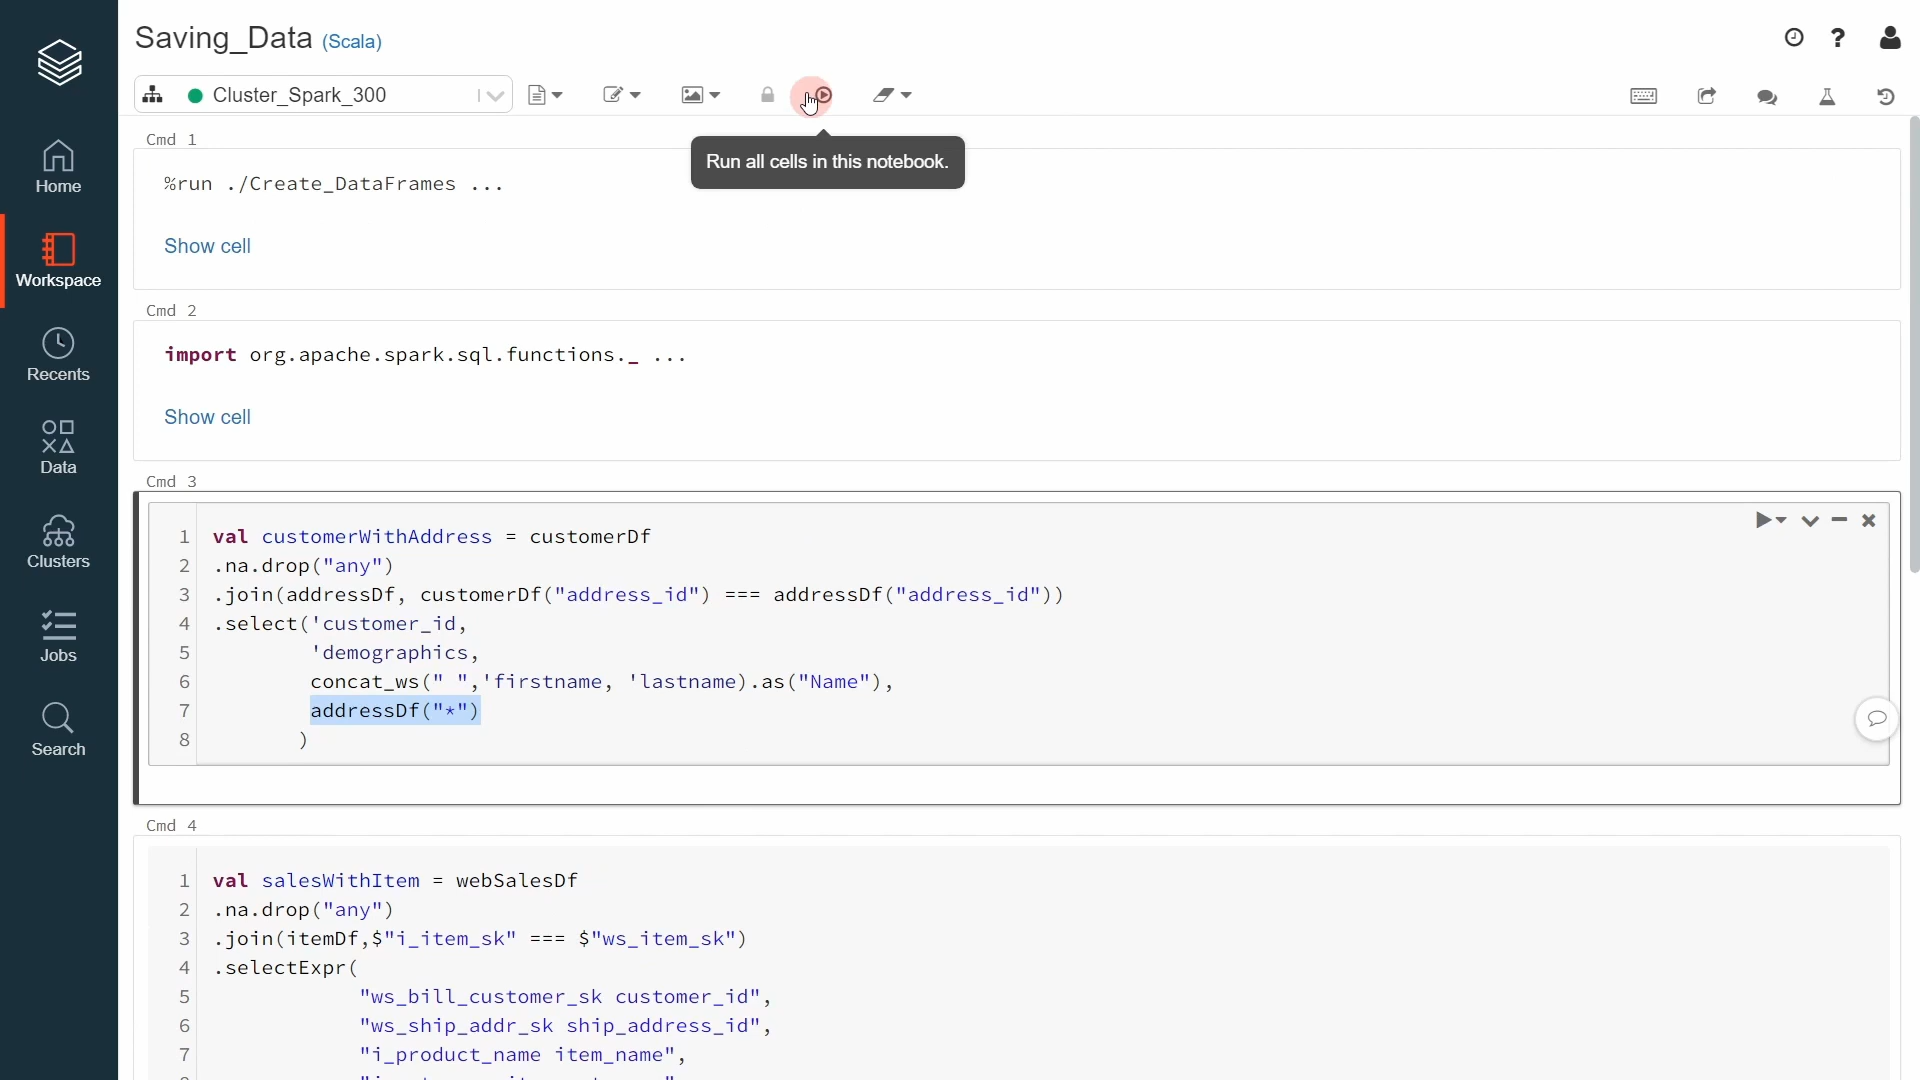 Saving_Data (Scala)
Cluster_Spark_300
Run all cells in this notebook.
Home
Workspace
Recents
Data
Clusters
Jobs
Search
Cmd 1
%run ./Create_DataFrames ...
Show cell
Cmd 2
import org.apache.spark.sql.functions._ ...
Show cell
Cmd 3
1 val customerWithAddress = customerDf
2 .na.drop("any")
3 .join(addressDf, customerDf("address_id") === addressDf("address_id"))
4 .select('customer_id,
5 'demographics,
6 concat_ws(" ",'firstname, 'lastname).as("Name"),
7 addressDf("*")
8 )
Cmd 4
1 val salesWithItem = webSalesDf
2 .na.drop("any")
3 .join(itemDf,$"i_item_sk" === $"ws_item_sk")
4 .selectExpr(
5 "ws_bill_customer_sk customer_id",
6 "ws_ship_addr_sk ship_address_id",
7 "i_product_name item_name",